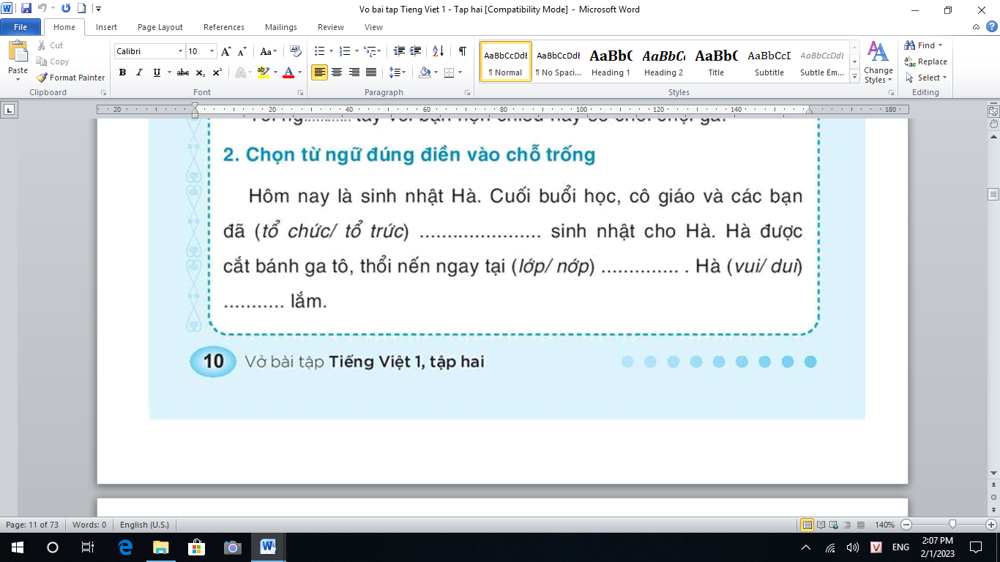 Vo bai tap Tieng Viet 1 - Tap hai [Compatibility Mode] - Microsoft Word
File Home Insert Page Layout References Mailings Review View
Paste
Cut
Copy
Format Painter
Clipboard
Calibri 10
Font
Paragraph
AaBbCcDdE AaBbCcDdE AaBbC AaBbCc AaBbC AaBbCcI AaBbCcDdE
¶ Normal ¶ No Spaci... Heading 1 Heading 2 Title Subtitle Subtle Em...
Styles
Change Styles
Find
Replace
Select
Editing
20 20 40 60 80 100 120 140 180
2. Chọn từ ngữ đúng điền vào chỗ trống
Hôm nay là sinh nhật Hà. Cuối buổi học, cô giáo và các bạn
đã (tổ chức/ tổ trức) ...................... sinh nhật cho Hà. Hà được
cắt bánh ga tô, thổi nến ngay tại (lớp/ nớp) .............. . Hà (vui/ dui)
........... lắm.
10 Vở bài tập Tiếng Việt 1, tập hai
Page: 11 of 73 Words: 0 English (U.S.) 140%
ENG
2:07 PM
2/1/2023